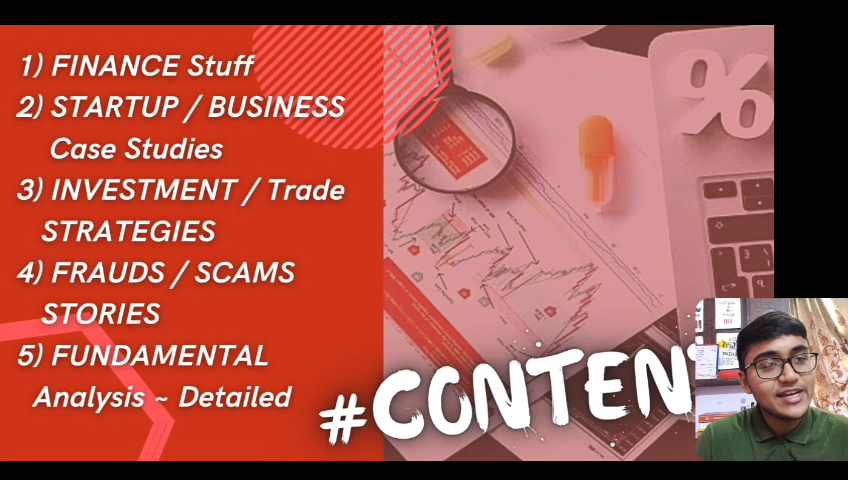 1) FINANCE Stuff
2) STARTUP / BUSINESS
Case Studies
3) INVESTMENT / Trade
STRATEGIES
4) FRAUDS / SCAMS
STORIES
5) FUNDAMENTAL
Analysis ~ Detailed
%
#CONTEN